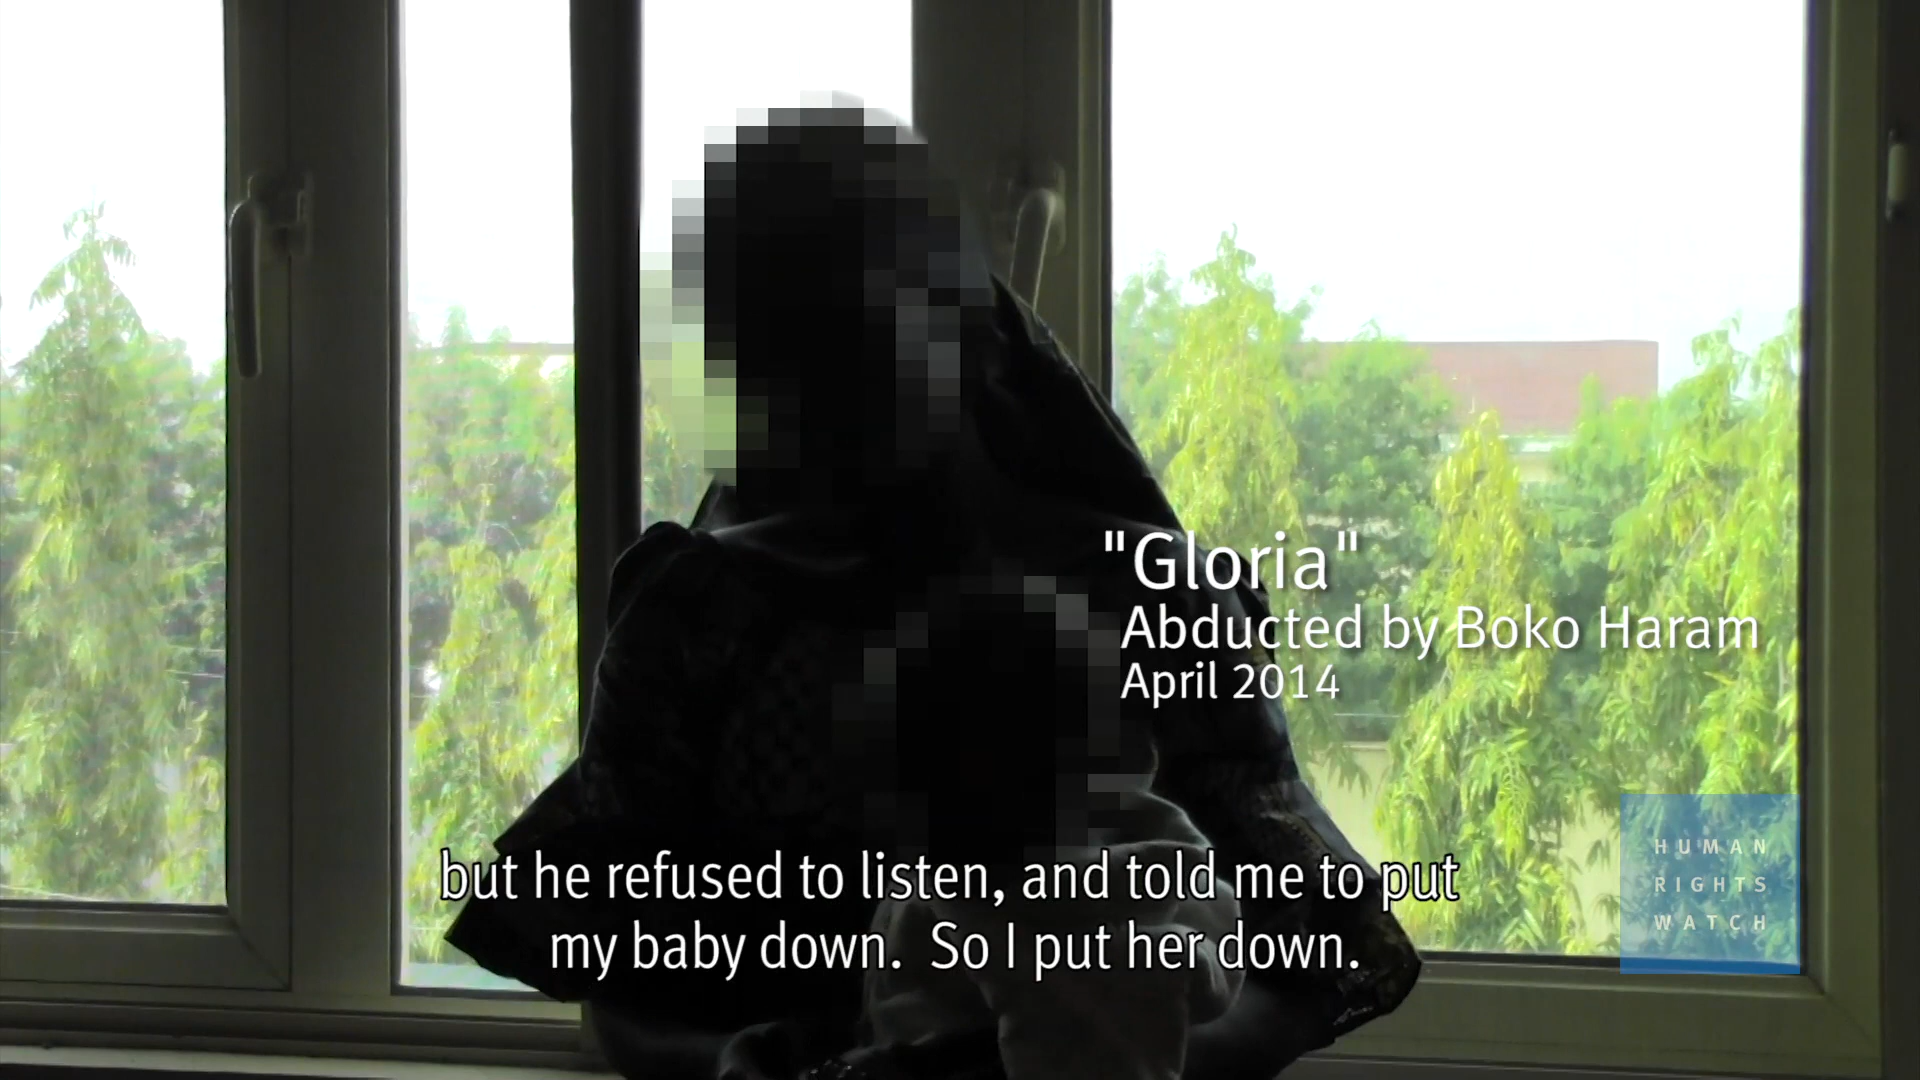 "Gloria"
Abducted by Boko Haram
April 2014
but he refused to listen, and told me to put
my baby down.  So I put her down.
HUMAN
RIGHTS
WATCH